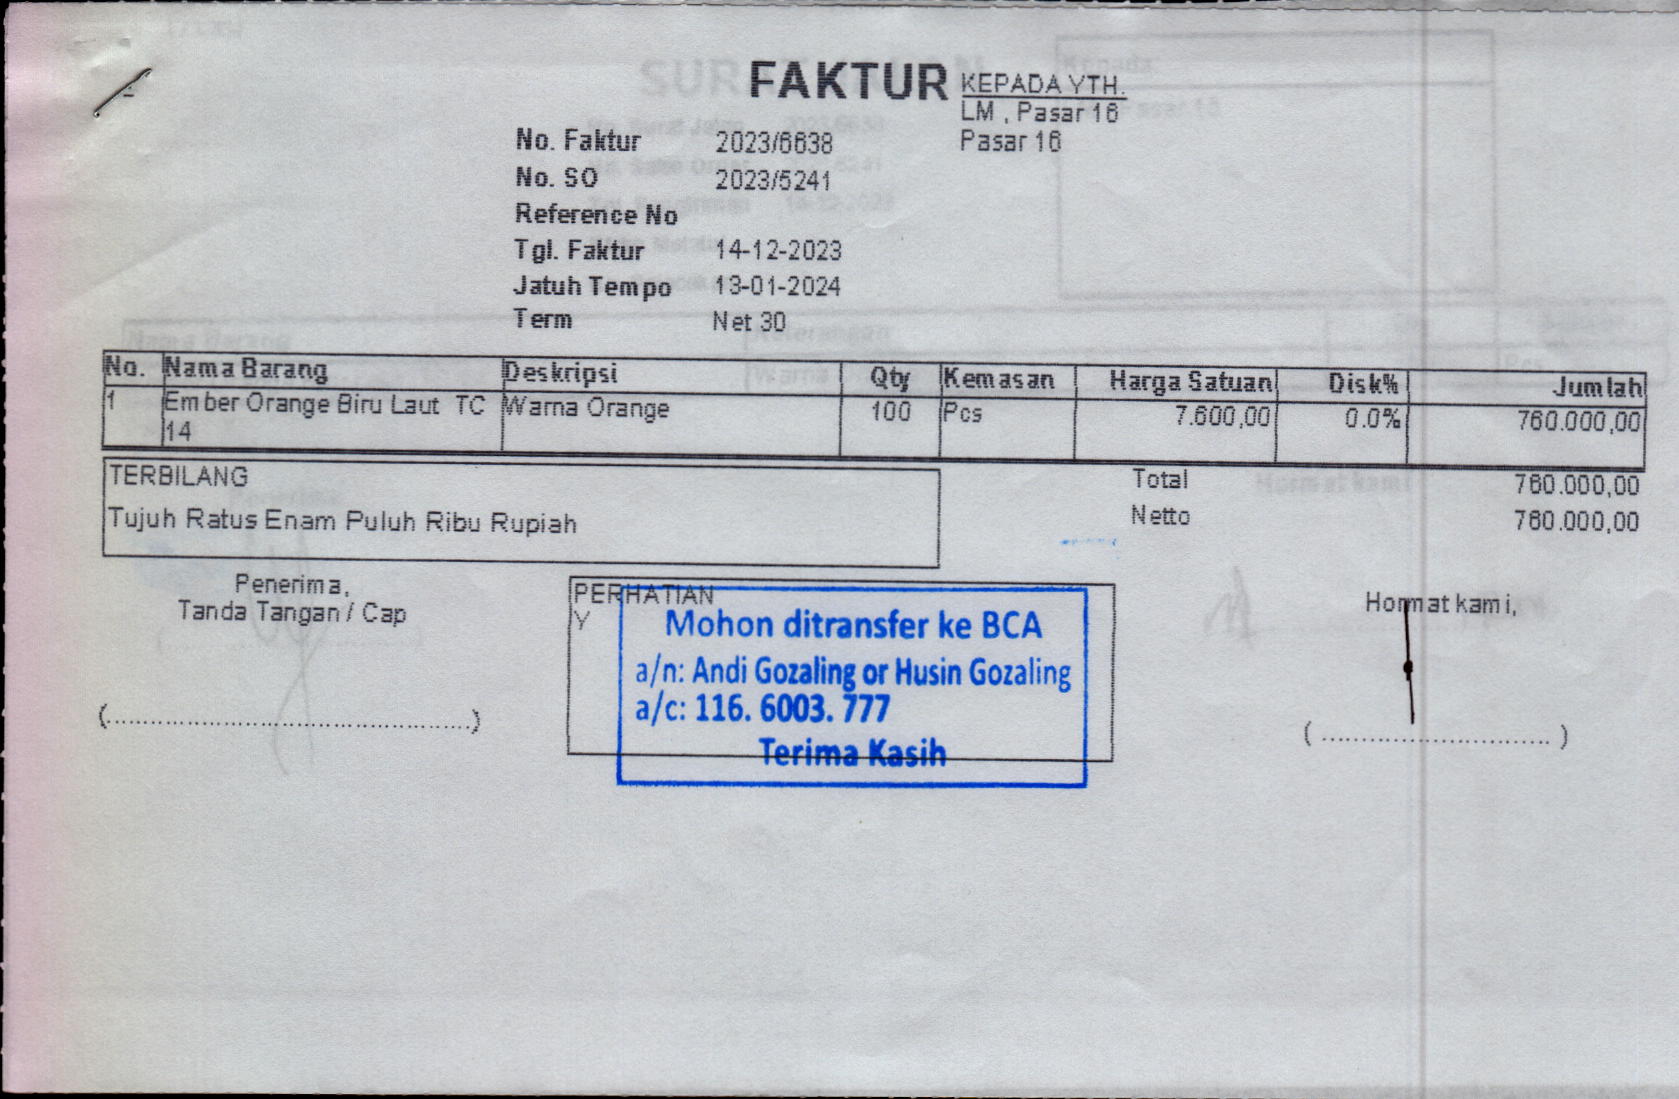 FAKTUR
KEPADA YTH.
LM , Pasar 16
Pasar 16
No. Faktur 2023/6638
No. SO 2023/5241
Reference No
Tgl. Faktur 14-12-2023
Jatuh Tempo 13-01-2024
Term Net 30
No. Nama Barang Deskripsi Qty Kemasan Harga Satuan Disk% Jumlah
1 Ember Orange Biru Laut TC Warna Orange 100 Pcs 7.600,00 0.0% 760.000,00
14
TERBILANG
Tujuh Ratus Enam Puluh Ribu Rupiah
Total 760.000,00
Netto 760.000,00
Penerima,
Tanda Tangan / Cap
(..........................................................)
PERHATIAN
Y
Mohon ditransfer ke BCA
a/n: Andi Gozaling or Husin Gozaling
a/c: 116. 6003. 777
Terima Kasih
Hormat kami,
( .................................... )